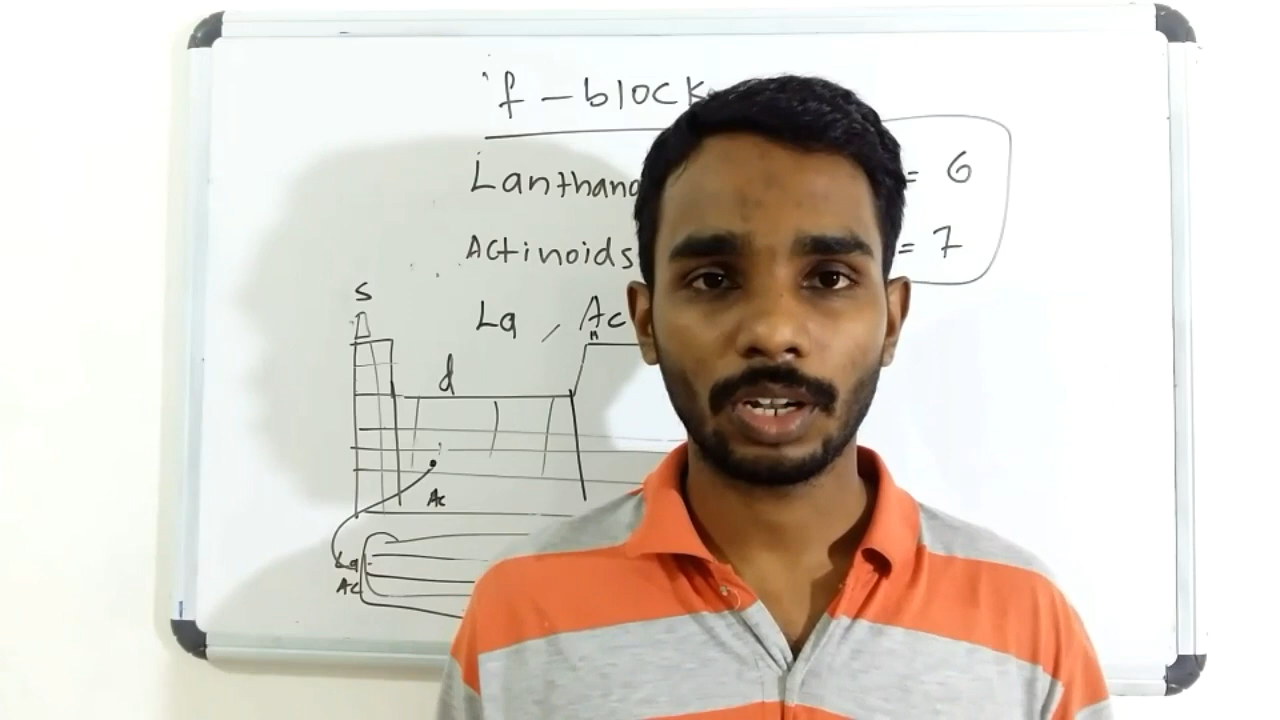 f - block
Lanthano = 6
Actinoids = 7
La , Ac
s
d
Ac
La
Ac